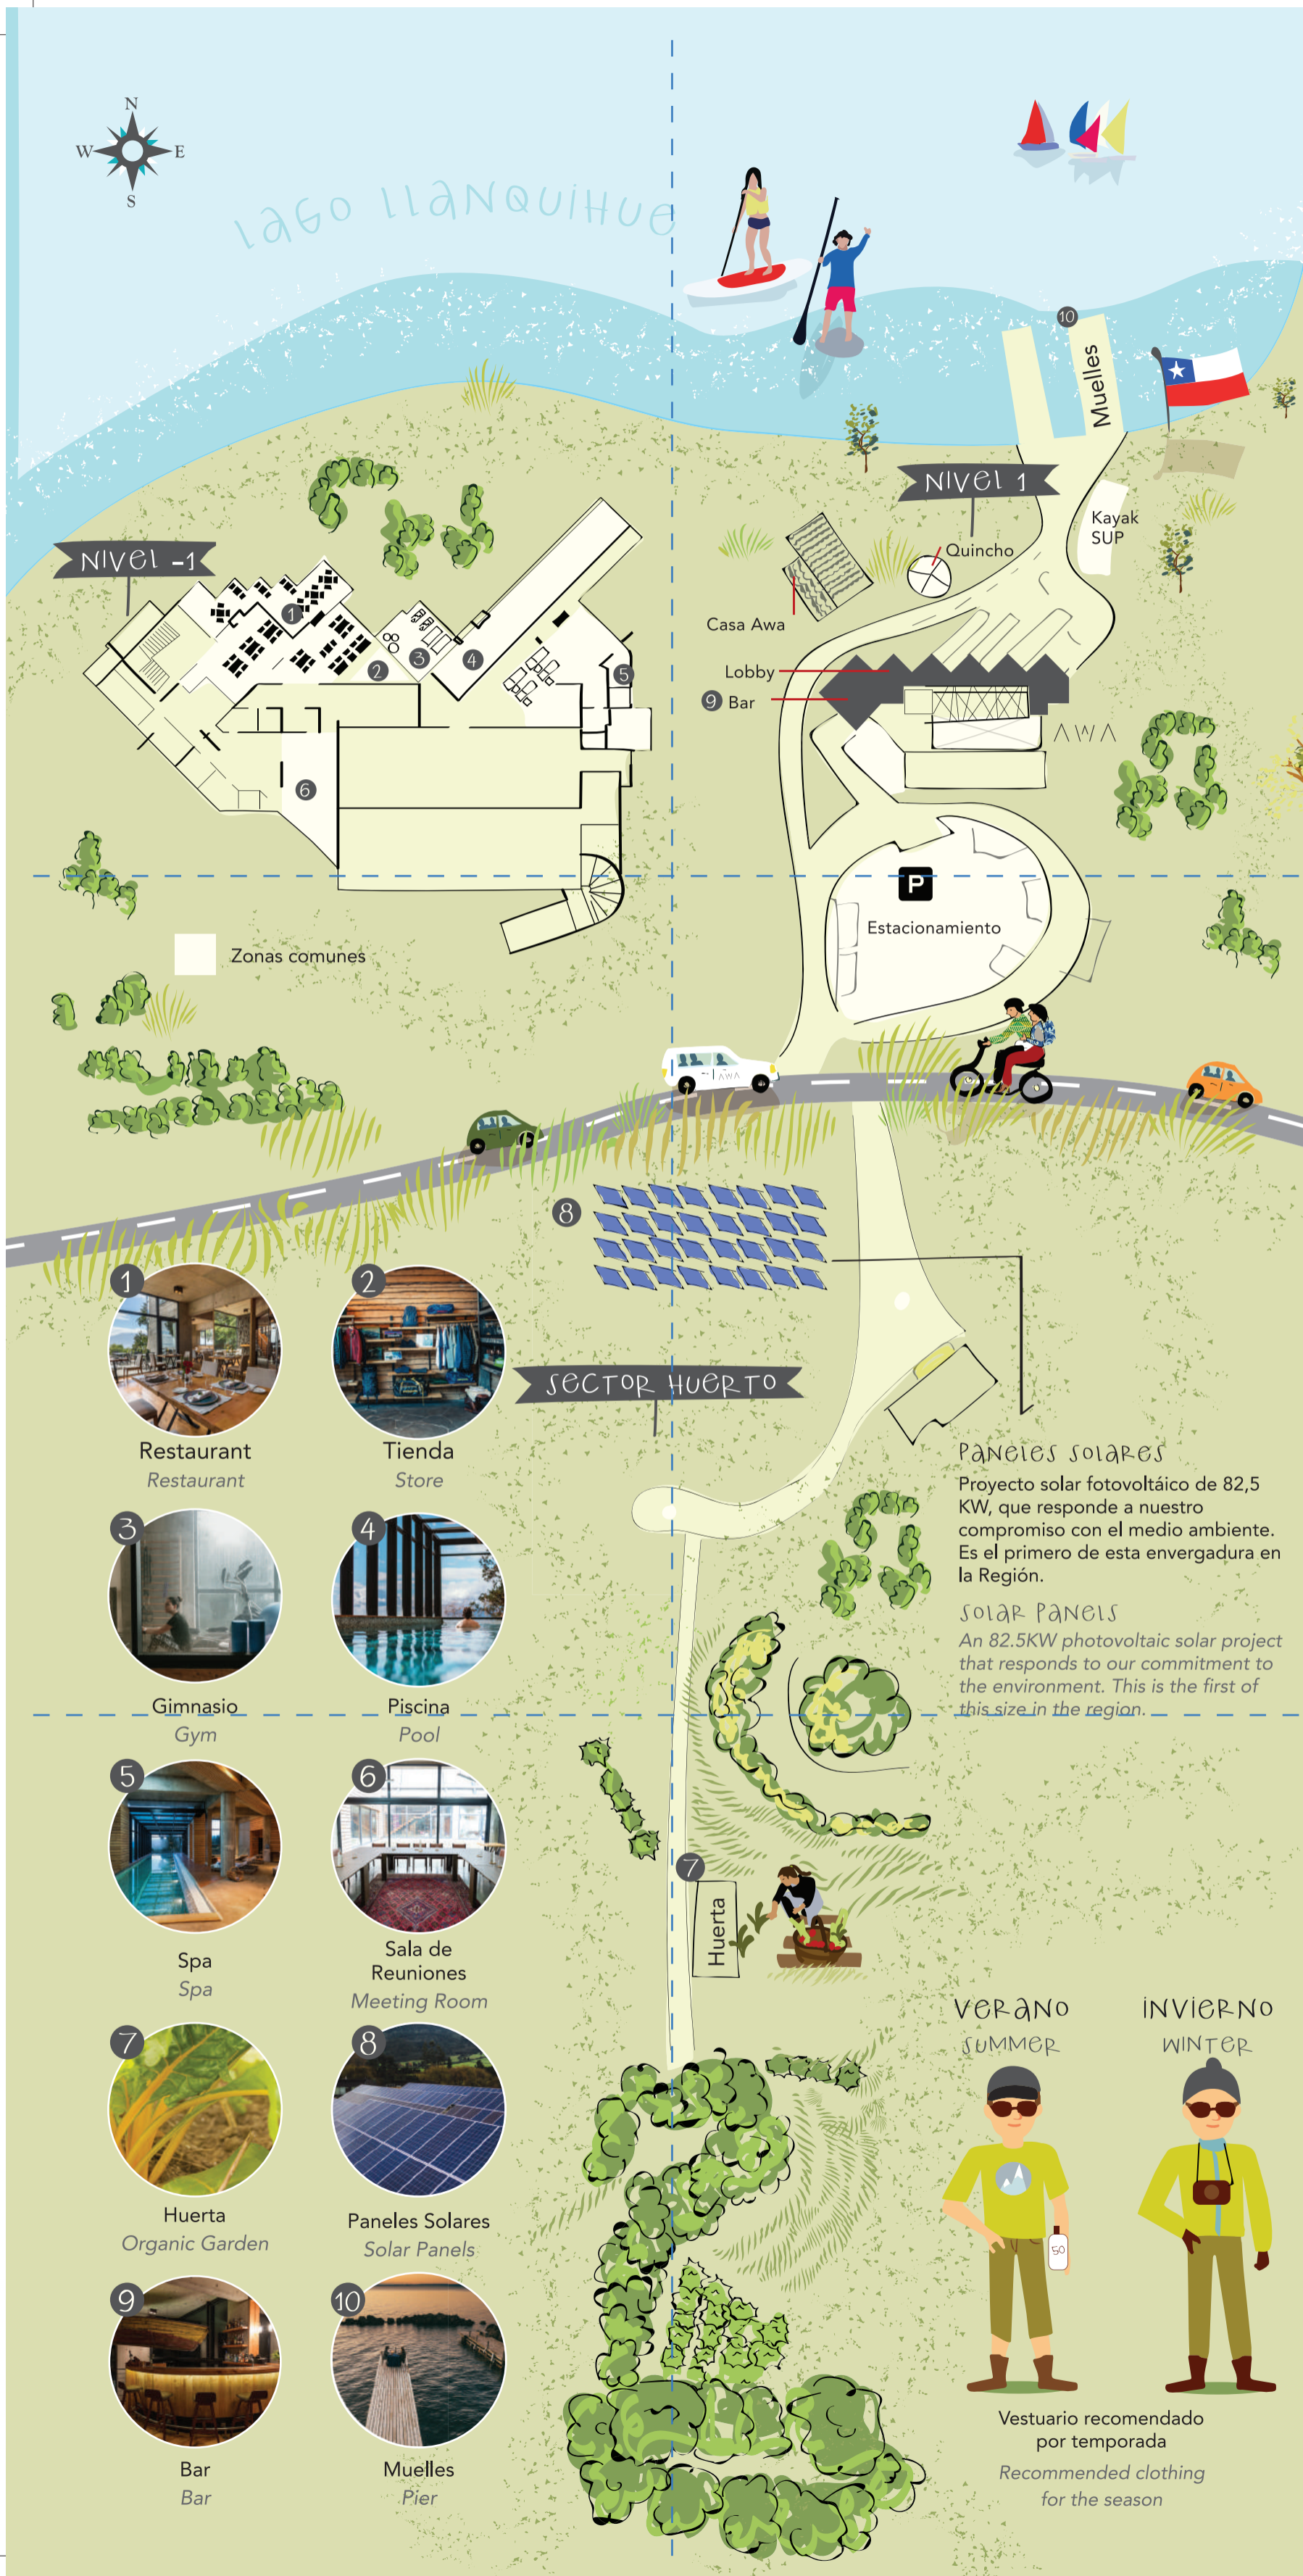 N
W E
S
LAGO LLANQUIHUE
10
Muelles
NIVEL 1
Kayak
SUP
Quincho
Casa Awa
Lobby
9 Bar
AWA
NIVEL -1
1
2
3
4
5
6
P
Estacionamiento
Zonas comunes
AWA
8
SECTOR HUERTO
1
Restaurant
Restaurant
2
Tienda
Store
3
Gimnasio
Gym
4
Piscina
Pool
5
Spa
Spa
6
Sala de
Reuniones
Meeting Room
7
Huerta
Organic Garden
8
Paneles Solares
Solar Panels
9
Bar
Bar
10
Muelles
Pier
PANELES SOLARES
Proyecto solar fotovoltáico de 82,5
KW, que responde a nuestro
compromiso con el medio ambiente.
Es el primero de esta envergadura en
la Región.
SOLAR PANELS
An 82.5KW photovoltaic solar project
that responds to our commitment to
the environment. This is the first of
this size in the region.
7
Huerta
VERANO
SUMMER
INVIERNO
WINTER
50
Vestuario recomendado
por temporada
Recommended clothing
for the season